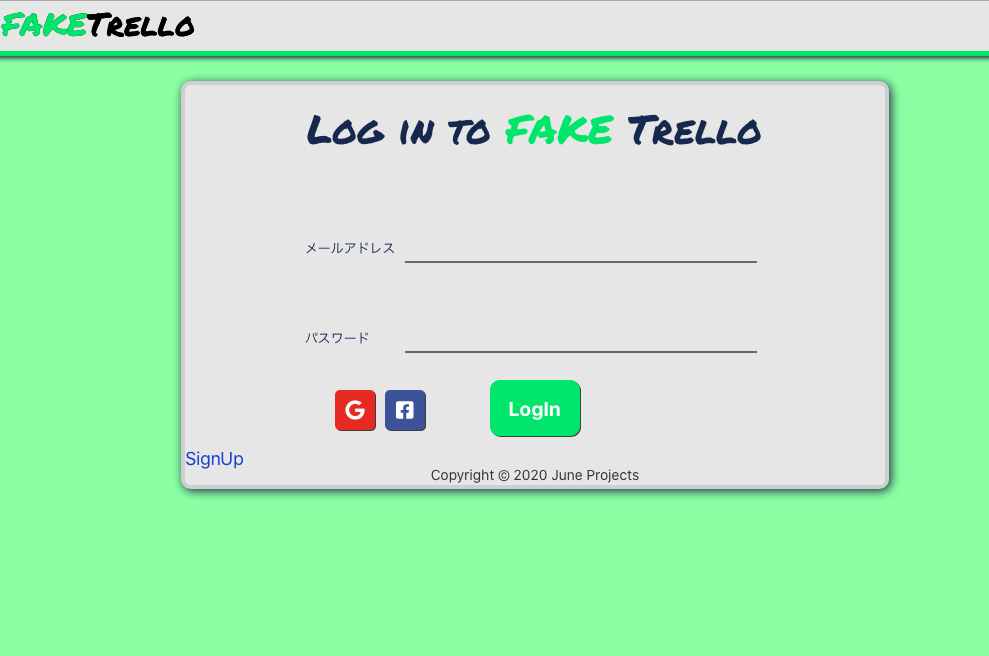 FAKETrello
Log in to FAKE Trello
メールアドレス
パスワード
LogIn
SignUp
Copyright © 2020 June Projects